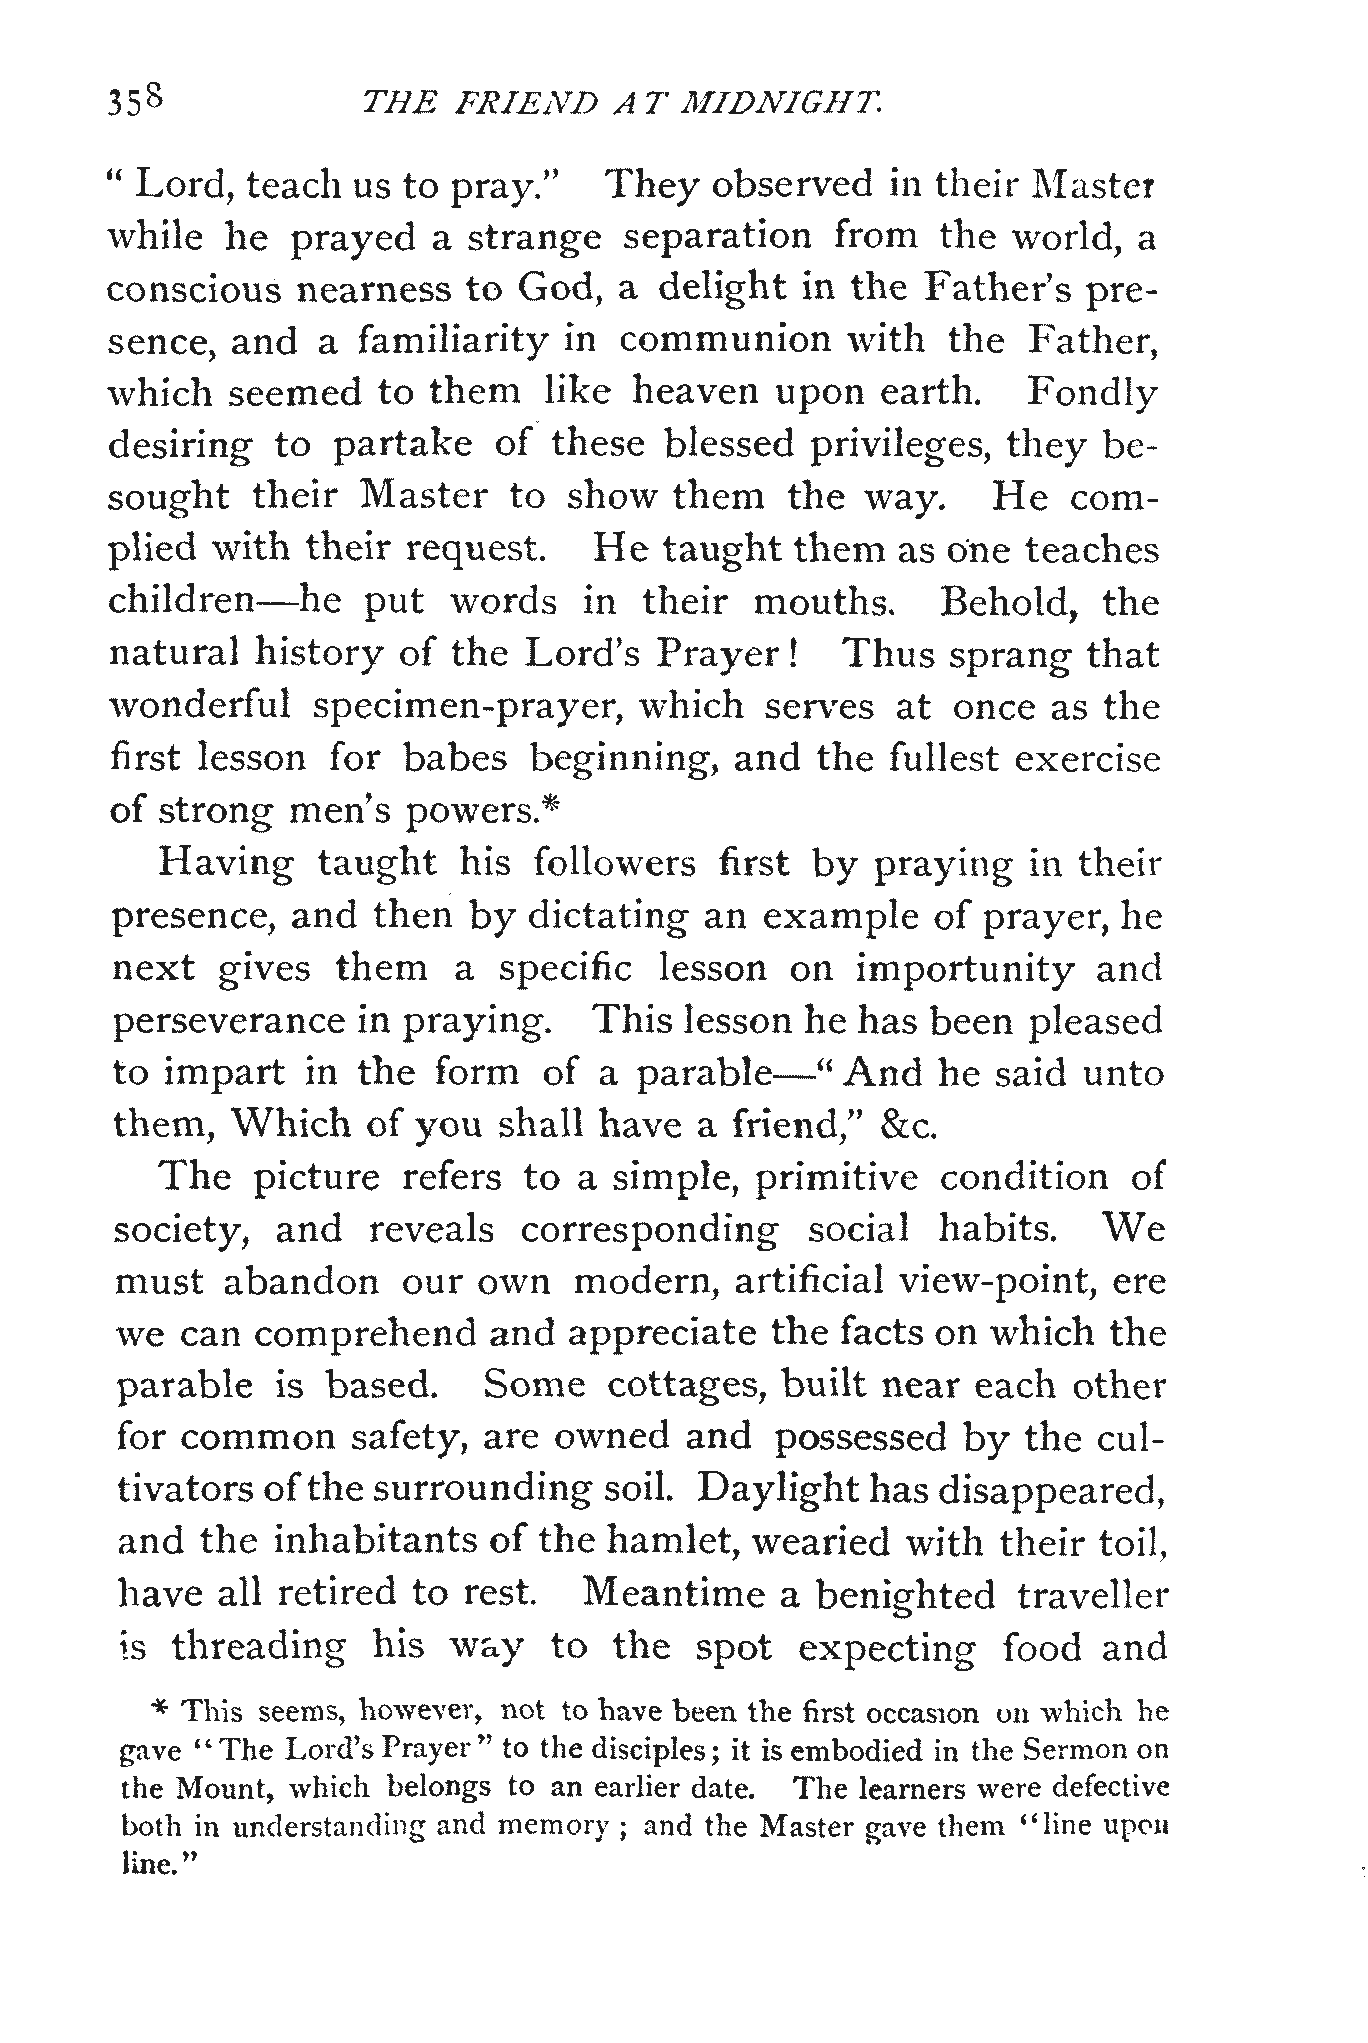 358 THE FRIEND AT MIDNIGHT.
“ Lord, teach us to pray.” They observed in their Master
while he prayed a strange separation from the world, a
conscious nearness to God, a delight in the Father’s pre-
sence, and a familiarity in communion with the Father,
which seemed to them like heaven upon earth. Fondly
desiring to partake of these blessed privileges, they be-
sought their Master to show them the way. He com-
plied with their request. He taught them as one teaches
children—he put words in their mouths. Behold, the
natural history of the Lord’s Prayer ! Thus sprang that
wonderful specimen-prayer, which serves at once as the
first lesson for babes beginning, and the fullest exercise
of strong men’s powers.*
Having taught his followers first by praying in their
presence, and then by dictating an example of prayer, he
next gives them a specific lesson on importunity and
perseverance in praying. This lesson he has been pleased
to impart in the form of a parable—“ And he said unto
them, Which of you shall have a friend,” &c.
The picture refers to a simple, primitive condition of
society, and reveals corresponding social habits. We
must abandon our own modern, artificial view-point, ere
we can comprehend and appreciate the facts on which the
parable is based. Some cottages, built near each other
for common safety, are owned and possessed by the cul-
tivators of the surrounding soil. Daylight has disappeared,
and the inhabitants of the hamlet, wearied with their toil,
have all retired to rest. Meantime a benighted traveller
is threading his way to the spot expecting food and
* This seems, however, not to have been the first occasion on which he
gave “The Lord’s Prayer” to the disciples; it is embodied in the Sermon on
the Mount, which belongs to an earlier date. The learners were defective
both in understanding and memory ; and the Master gave them “line upon
line.”